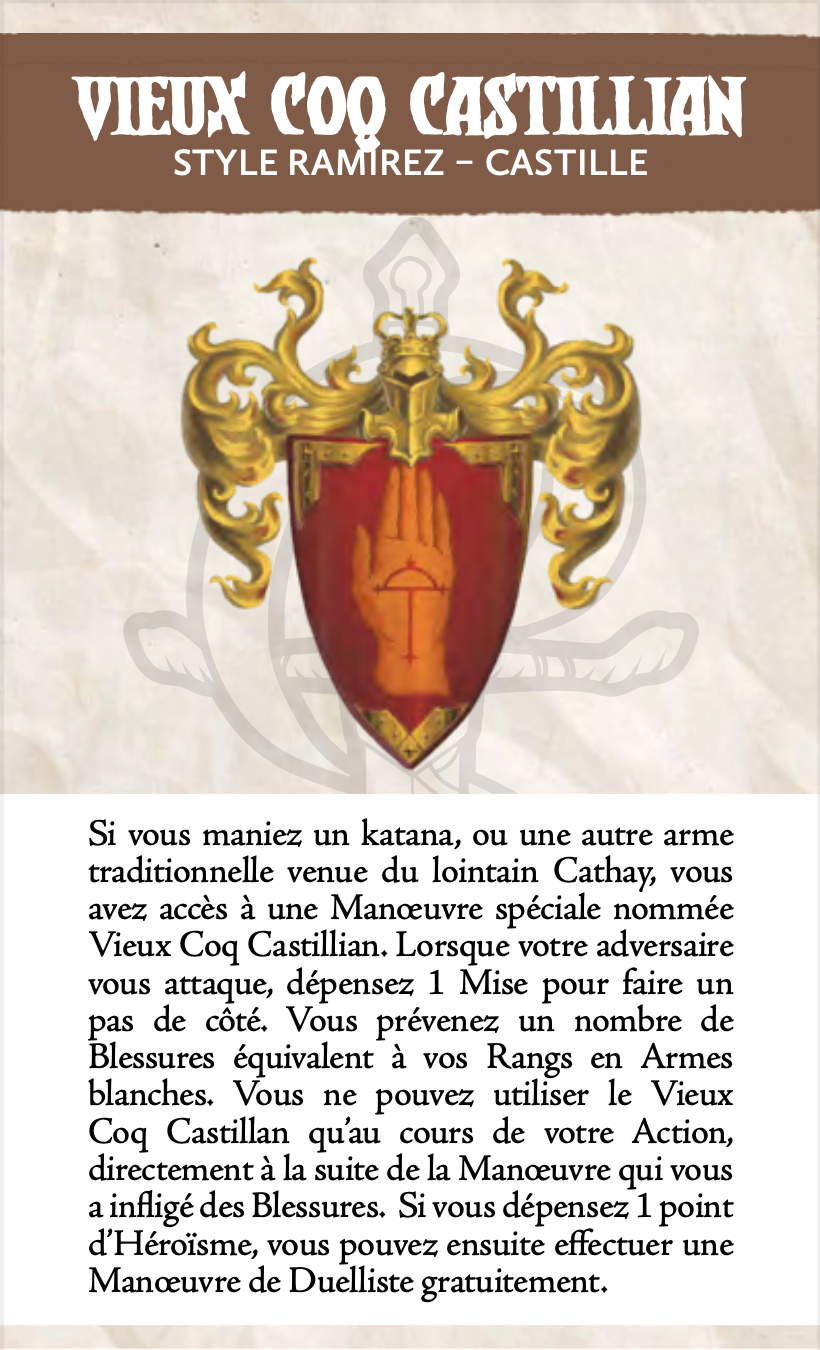 VIEUX COQ CASTILLIAN
STYLE RAMÍREZ – CASTILLE
Si vous maniez un katana, ou une autre arme
traditionnelle venue du lointain Cathay, vous
avez accès à une Manœuvre spéciale nommée
Vieux Coq Castillian. Lorsque votre adversaire
vous attaque, dépensez 1 Mise pour faire un
pas de côté. Vous prévenez un nombre de
Blessures équivalent à vos Rangs en Armes
blanches. Vous ne pouvez utiliser le Vieux
Coq Castillan qu’au cours de votre Action,
directement à la suite de la Manœuvre qui vous
a infligé des Blessures. Si vous dépensez 1 point
d’Héroïsme, vous pouvez ensuite effectuer une
Manœuvre de Duelliste gratuitement.